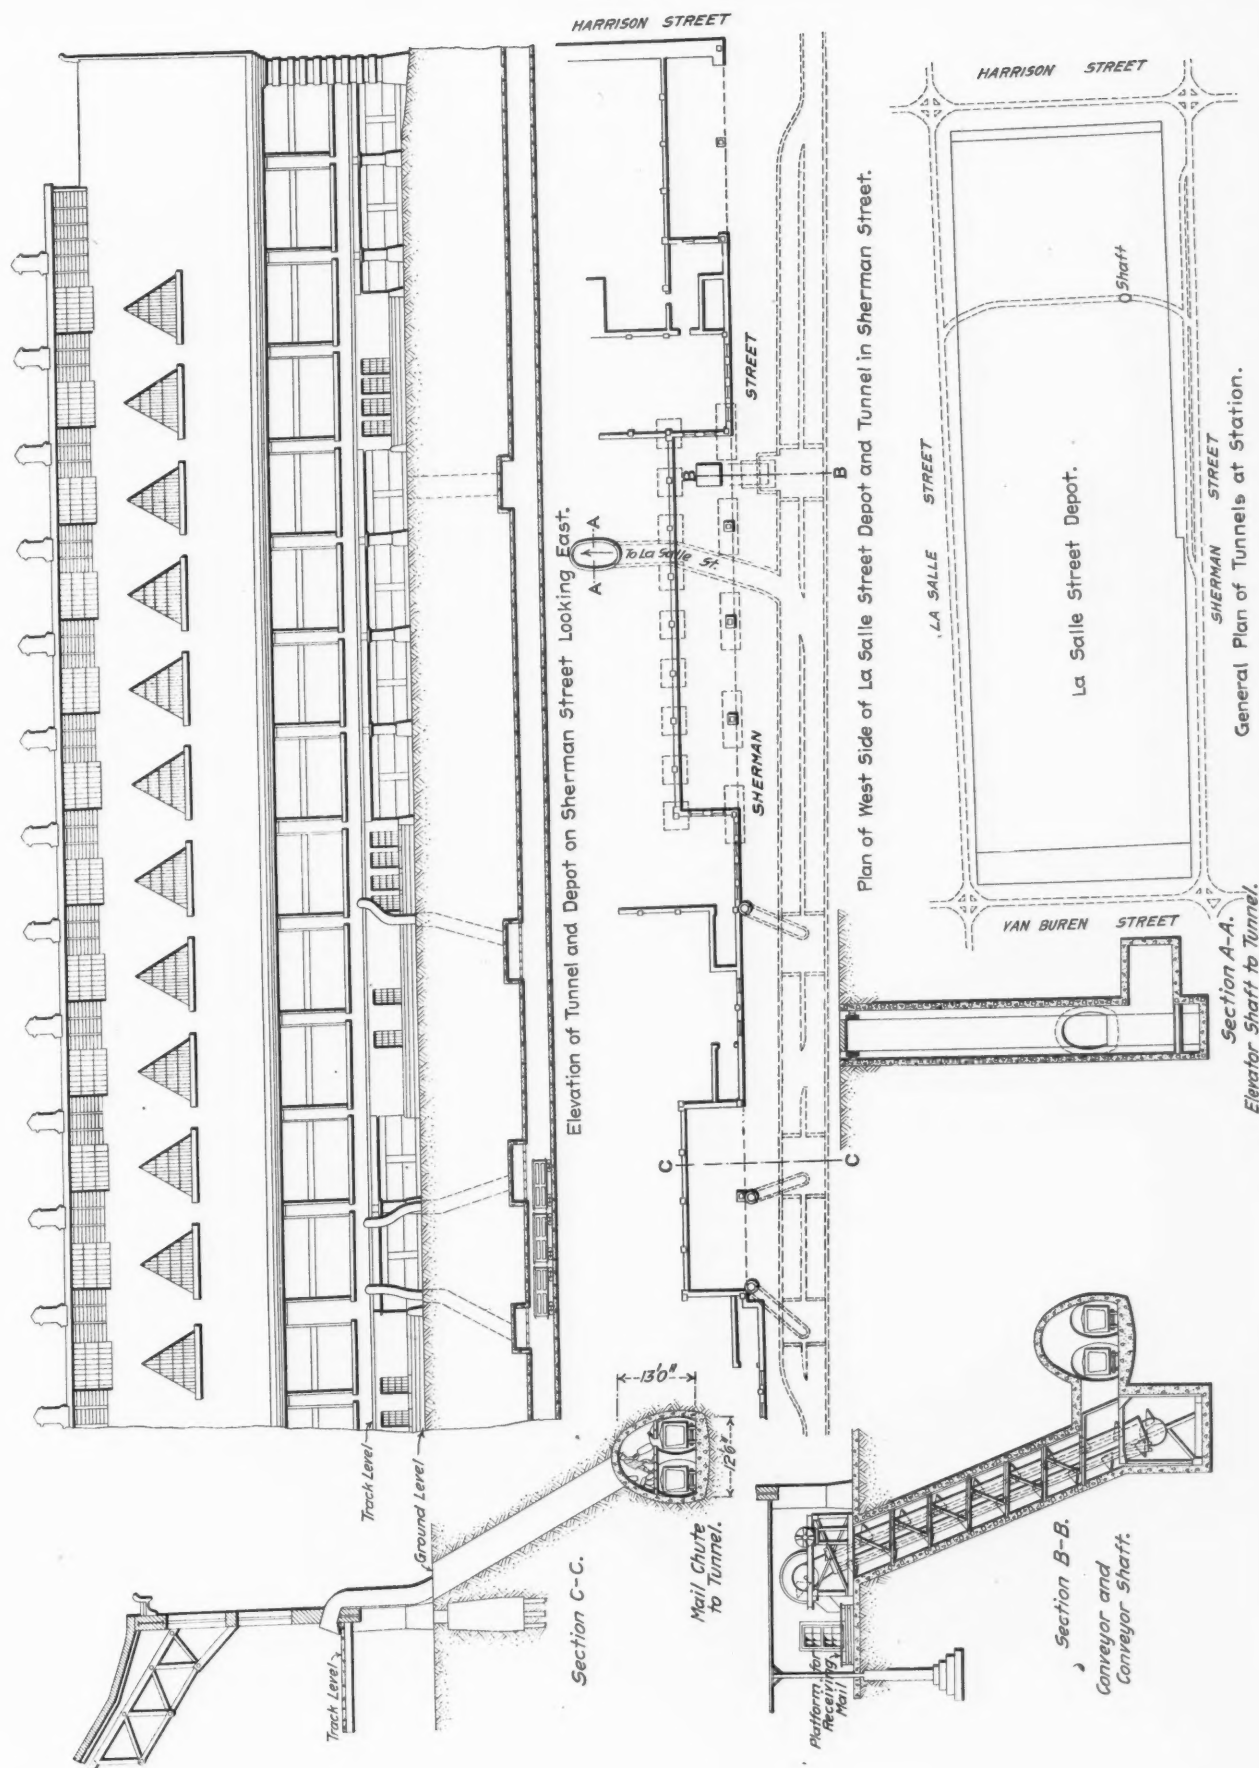 HARRISON STREET
Track Level
Ground Level
Elevation of Tunnel and Depot on Sherman Street Looking East.
A
A
To La Salle St.
STREET
SHERMAN
B
B
C
C
Plan of West Side of La Salle Street Depot and Tunnel in Sherman Street.
HARRISON STREET
LA SALLE STREET
La Salle Street Depot.
Shaft
SHERMAN STREET
VAN BUREN STREET
General Plan of Tunnels at Station.
Section A-A.
Elevator Shaft to Tunnel.
Track Level
Section C-C.
13'0"
12'6"
Mail Chute
to Tunnel.
Platform for
Receiving
Mail
Section B-B.
Conveyor and
Conveyor Shaft.